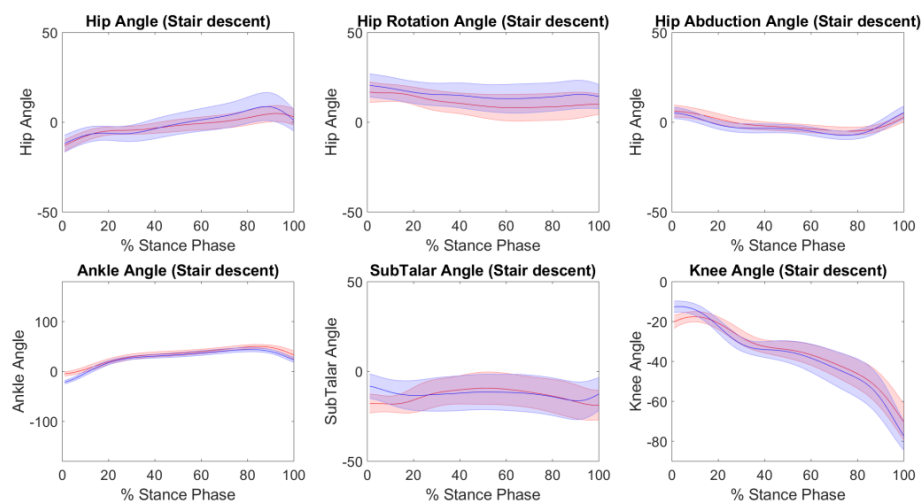 Hip Angle (Stair descent)
50
0
-50
Hip Angle
0 20 40 60 80 100
% Stance Phase
Hip Rotation Angle (Stair descent)
50
0
-50
Hip Angle
0 20 40 60 80 100
% Stance Phase
Hip Abduction Angle (Stair descent)
50
0
-50
Hip Angle
0 20 40 60 80 100
% Stance Phase
Ankle Angle (Stair descent)
100
0
-100
Ankle Angle
0 20 40 60 80 100
% Stance Phase
SubTalar Angle (Stair descent)
50
0
-50
SubTalar Angle
0 20 40 60 80 100
% Stance Phase
Knee Angle (Stair descent)
0
-20
-40
-60
-80
Knee Angle
0 20 40 60 80 100
% Stance Phase